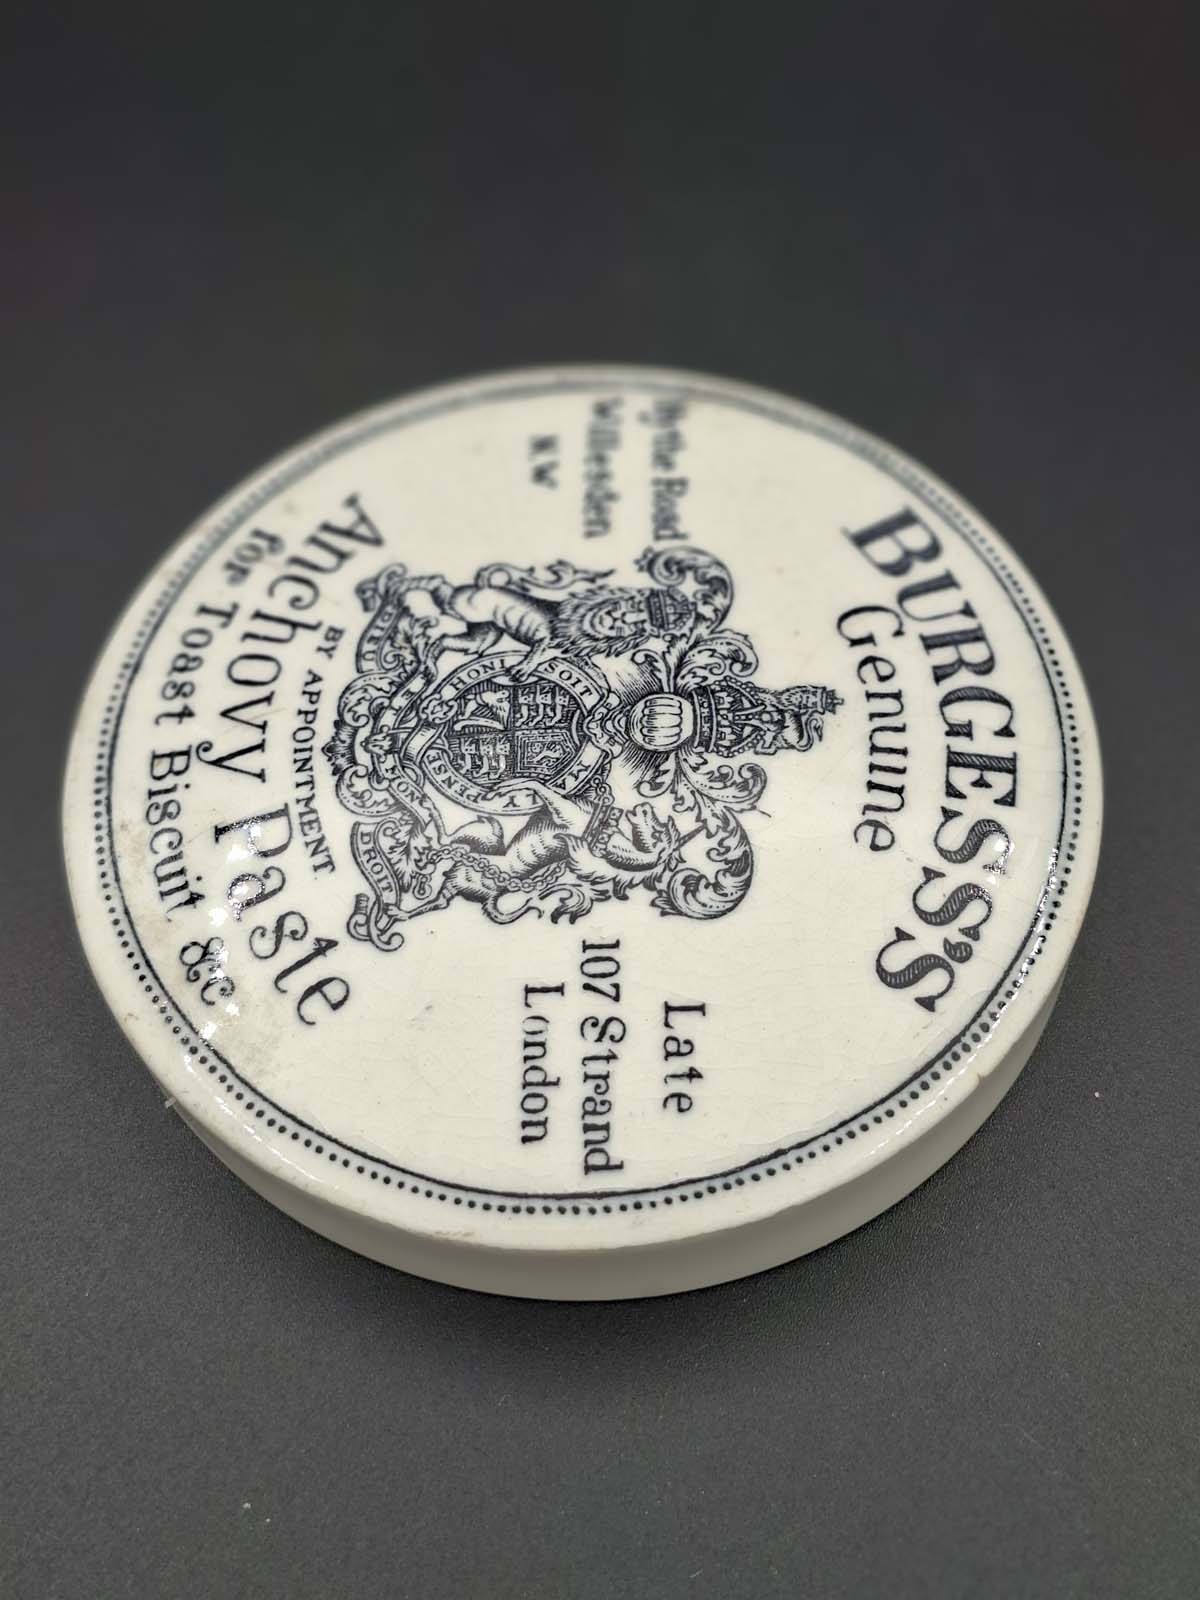 BURGESS'S
Genuine
Hythe Road
Willesden
N.W
Late
107 Strand
London
HONI SOIT
MAL Y PENSE
DIEU ET MON DROIT
BY APPOINTMENT.
Anchovy Paste
for Toast Biscuit &c